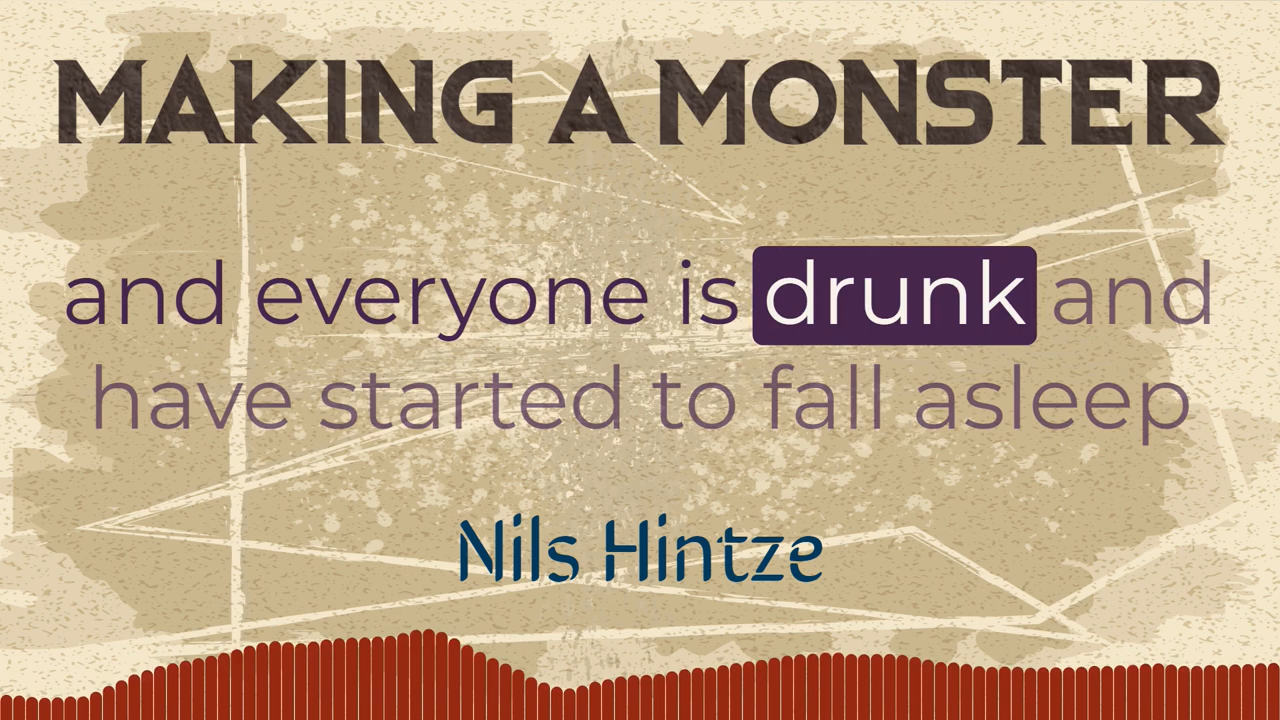 MAKING A MONSTER
and everyone is drunk and
have started to fall asleep
Nils Hintze